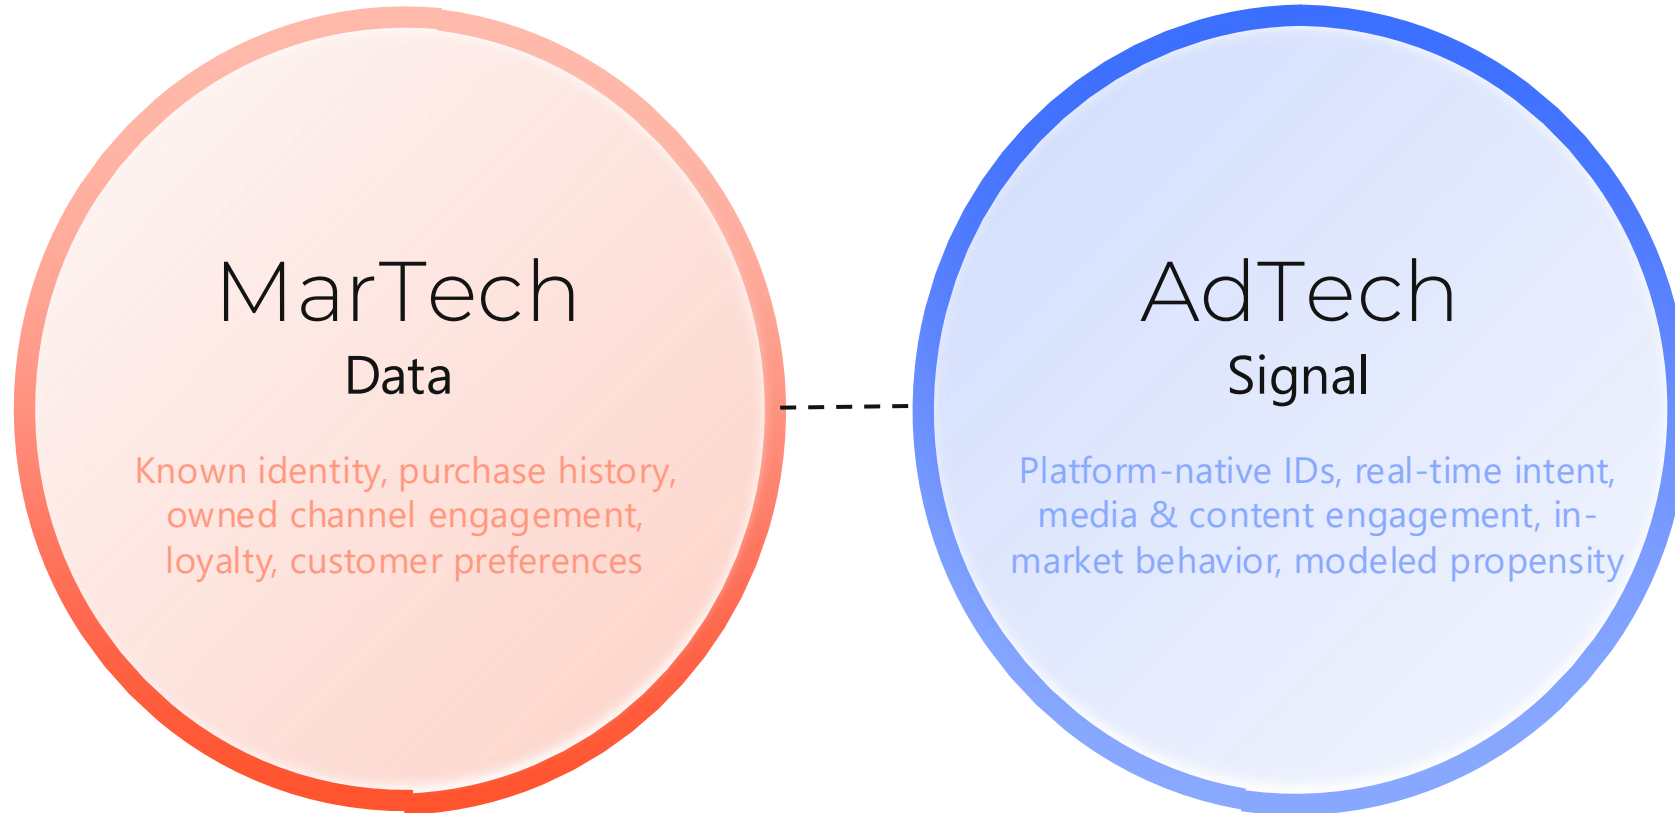 MarTech
Data
Known identity, purchase history,
owned channel engagement,
loyalty, customer preferences
AdTech
Signal
Platform-native IDs, real-time intent,
media & content engagement, in-
market behavior, modeled propensity